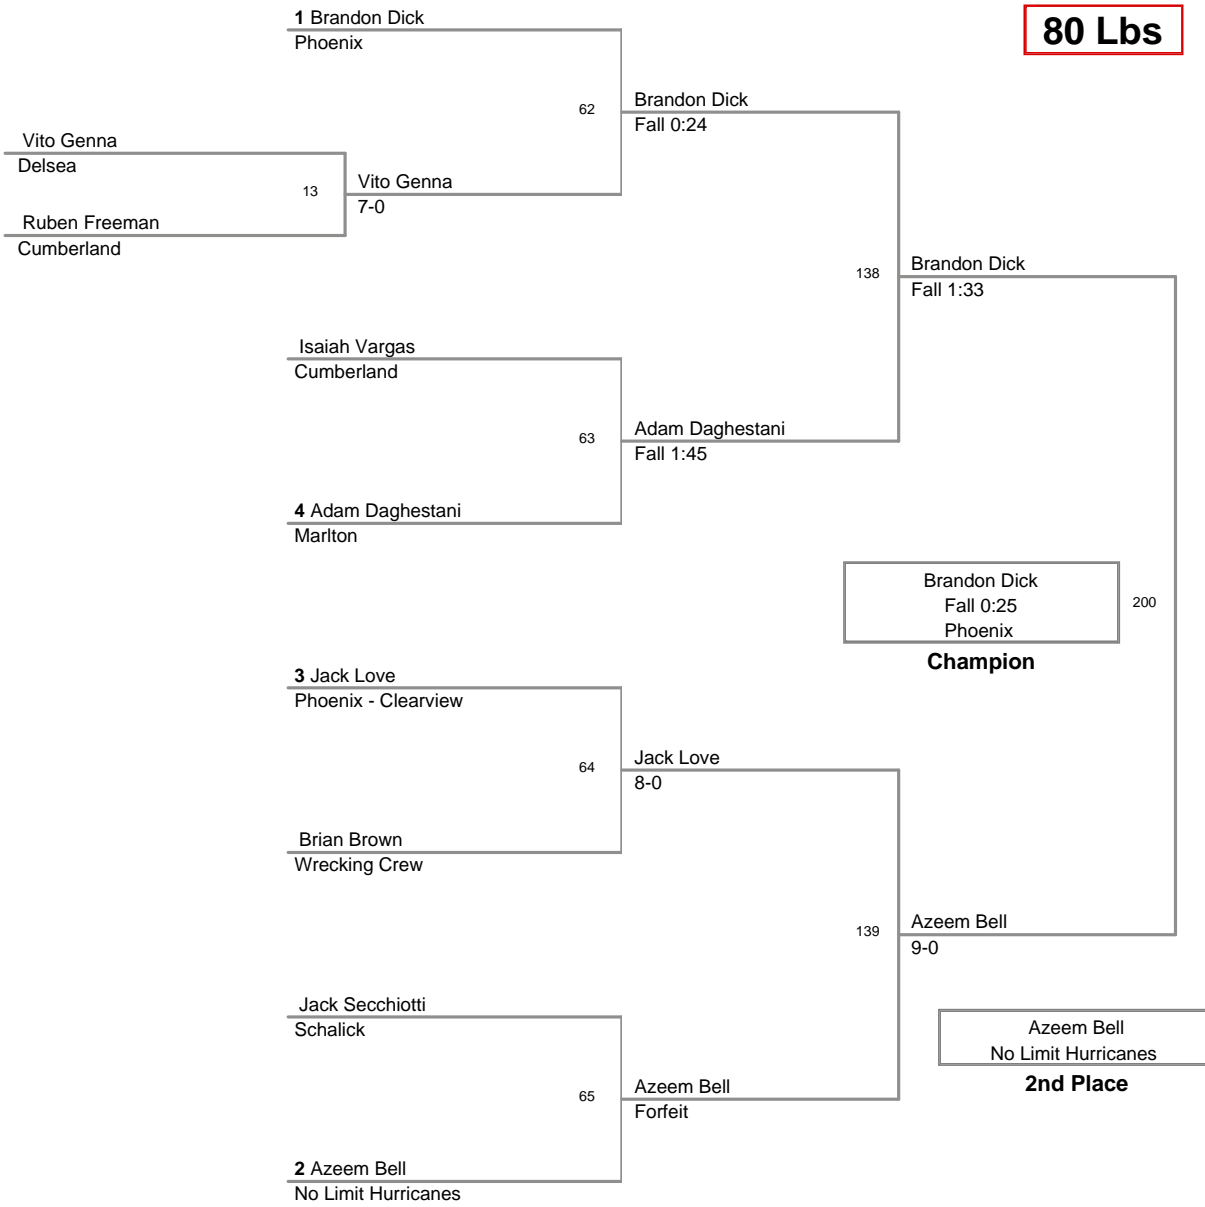 1 Brandon Dick
Phoenix
80 Lbs
62
Brandon Dick
Fall 0:24
Vito Genna
Delsea
13
Vito Genna
7-0
Ruben Freeman
Cumberland
138
Brandon Dick
Fall 1:33
Isaiah Vargas
Cumberland
63
Adam Daghestani
Fall 1:45
4 Adam Daghestani
Marlton
Brandon Dick
Fall 0:25
Phoenix
200
Champion
3 Jack Love
Phoenix - Clearview
64
Jack Love
8-0
Brian Brown
Wrecking Crew
139
Azeem Bell
9-0
Jack Secchiotti
Schalick
Azeem Bell
No Limit Hurricanes
2nd Place
65
Azeem Bell
Forfeit
2 Azeem Bell
No Limit Hurricanes